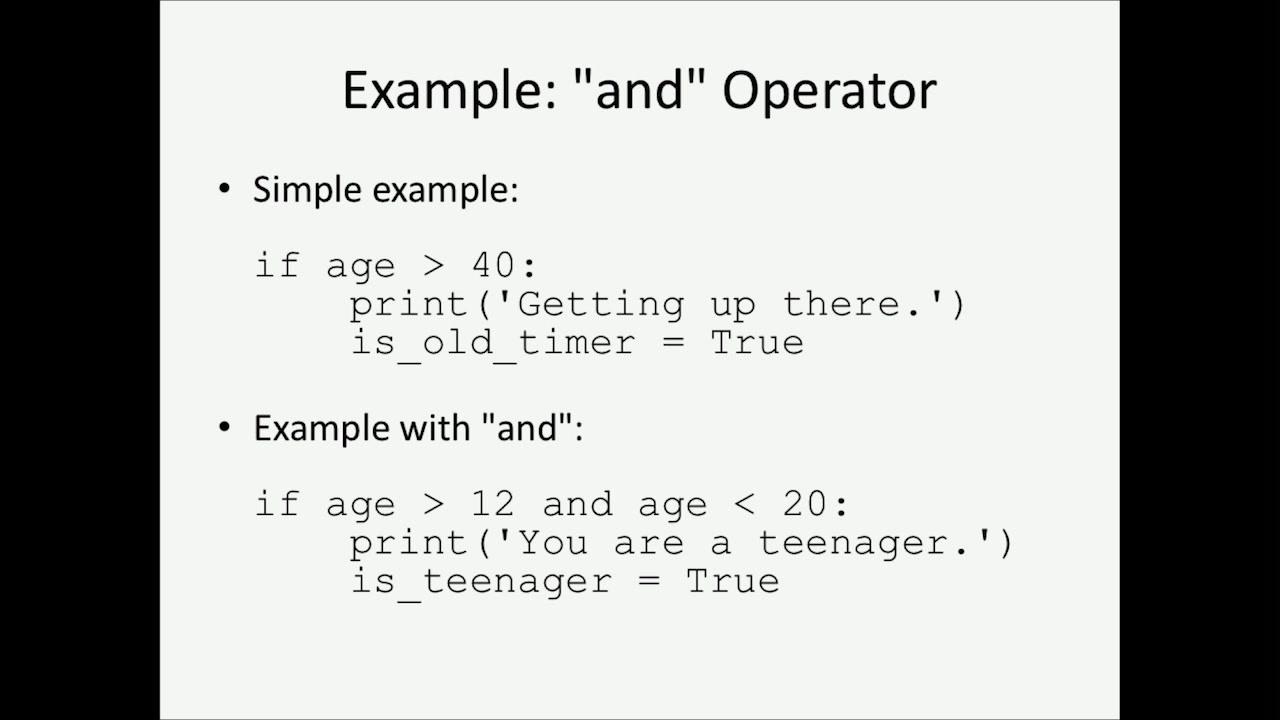 Example: "and" Operator
• Simple example:
if age > 40:
    print('Getting up there.')
    is_old_timer = True
• Example with "and":
if age > 12 and age < 20:
    print('You are a teenager.')
    is_teenager = True